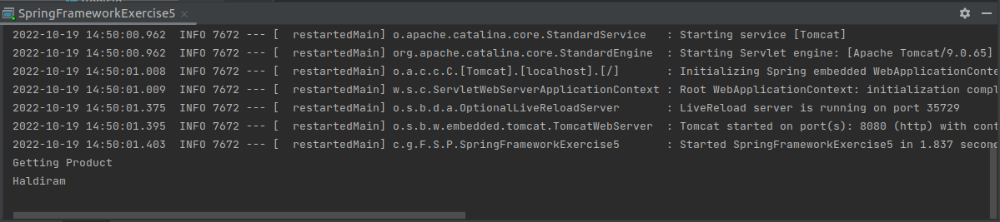 SpringFrameworkExercise5 ×
2022-10-19 14:50:00.962  INFO 7672 --- [  restartedMain] o.apache.catalina.core.StandardService   : Starting service [Tomcat]
2022-10-19 14:50:00.962  INFO 7672 --- [  restartedMain] org.apache.catalina.core.StandardEngine  : Starting Servlet engine: [Apache Tomcat/9.0.65]
2022-10-19 14:50:01.008  INFO 7672 --- [  restartedMain] o.a.c.c.C.[Tomcat].[localhost].[/]       : Initializing Spring embedded WebApplicationConte
2022-10-19 14:50:01.009  INFO 7672 --- [  restartedMain] w.s.c.ServletWebServerApplicationContext : Root WebApplicationContext: initialization compl
2022-10-19 14:50:01.375  INFO 7672 --- [  restartedMain] o.s.b.d.a.OptionalLiveReloadServer       : LiveReload server is running on port 35729
2022-10-19 14:50:01.395  INFO 7672 --- [  restartedMain] o.s.b.w.embedded.tomcat.TomcatWebServer  : Tomcat started on port(s): 8080 (http) with cont
2022-10-19 14:50:01.403  INFO 7672 --- [  restartedMain] c.g.F.S.P.SpringFrameworkExercise5       : Started SpringFrameworkExercise5 in 1.837 second
Getting Product
Haldiram